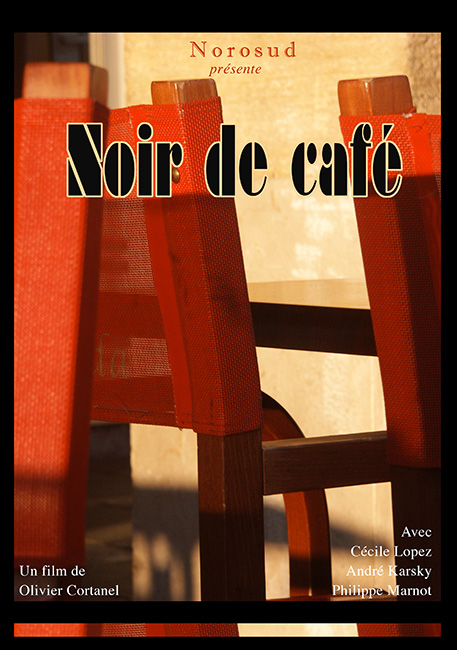 Norosud
présente
Noir de café
Avec
Cécile Lopez
Un film de
André Karsky
Olivier Cortanel
Philippe Marnot